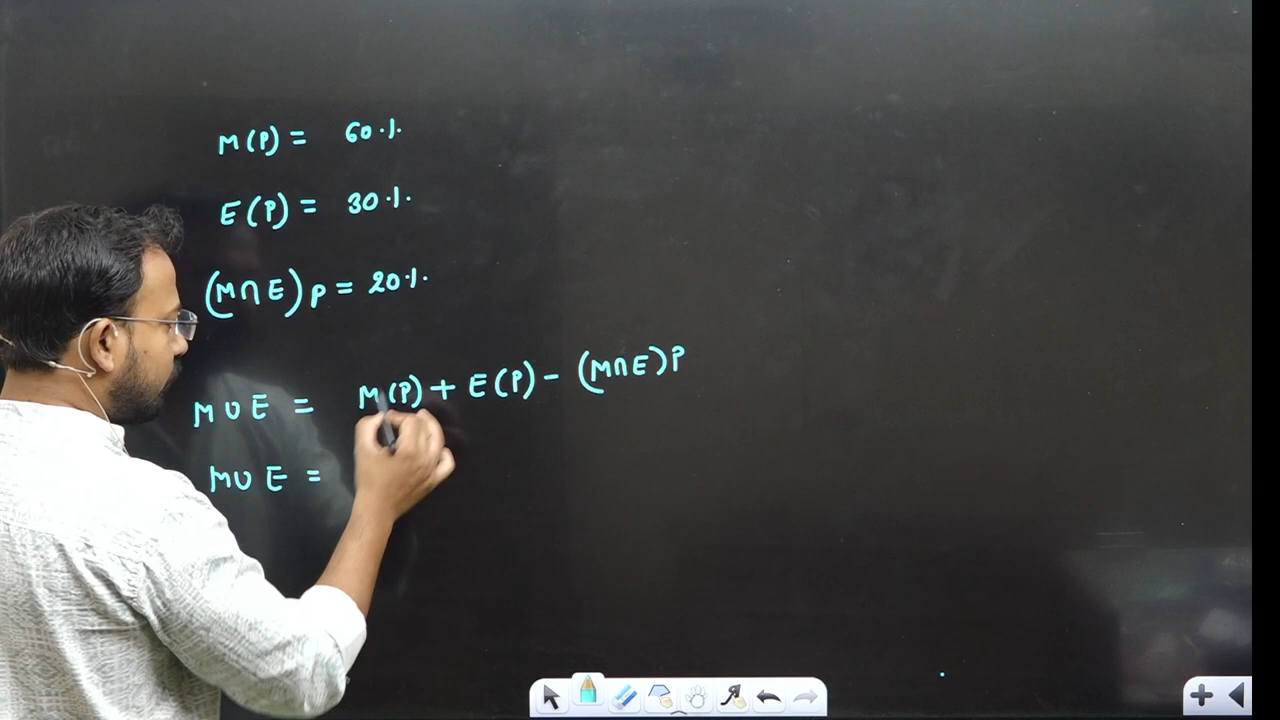 M(P) = 60%
E(P) = 30%
(M∩E)P = 20%
M∪E = M(P) + E(P) - (M∩E)P
M∪E =